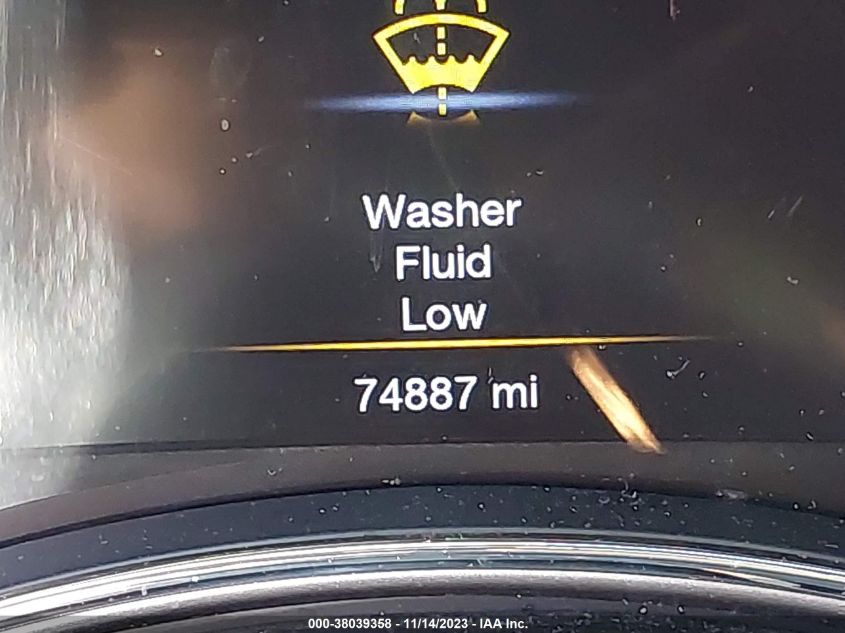 Washer
Fluid
Low
74887 mi
000-38039358 - 11/14/2023 - IAA Inc.